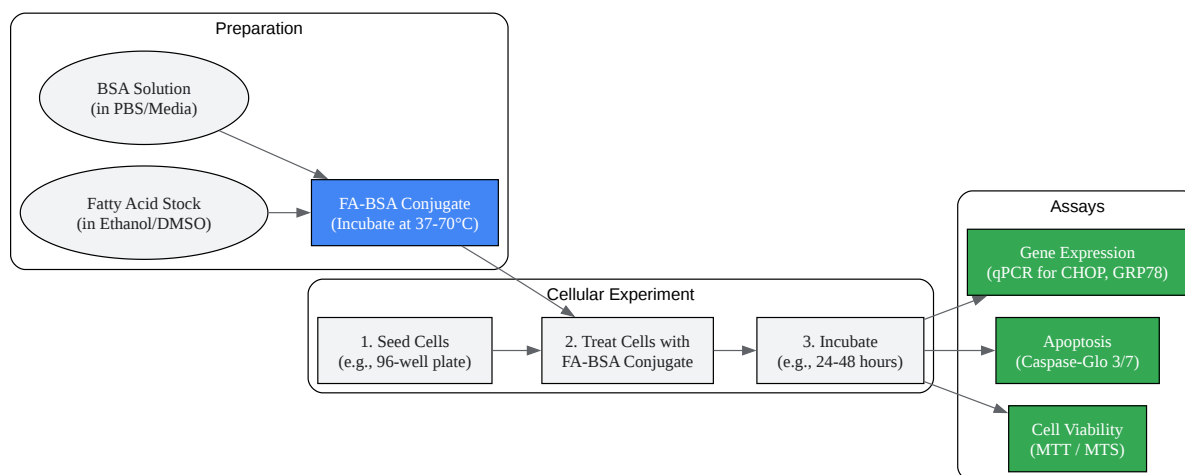 Preparation
BSA Solution
(in PBS/Media)
Fatty Acid Stock
(in Ethanol/DMSO)
FA-BSA Conjugate
(Incubate at 37-70°C)
Cellular Experiment
1. Seed Cells
(e.g., 96-well plate)
2. Treat Cells with
FA-BSA Conjugate
3. Incubate
(e.g., 24-48 hours)
Assays
Gene Expression
(qPCR for CHOP, GRP78)
Apoptosis
(Caspase-Glo 3/7)
Cell Viability
(MTT / MTS)